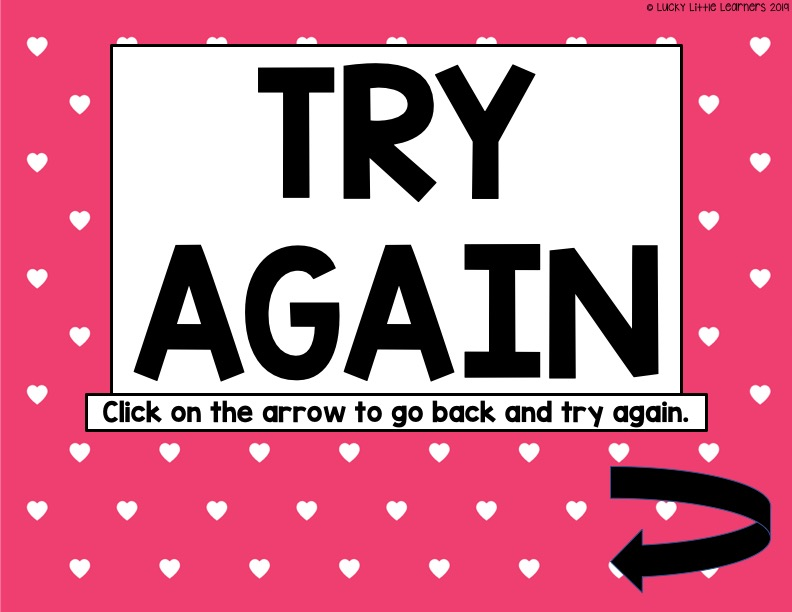 © Lucky Little Learners 2019
TRY
AGAIN
Click on the arrow to go back and try again.